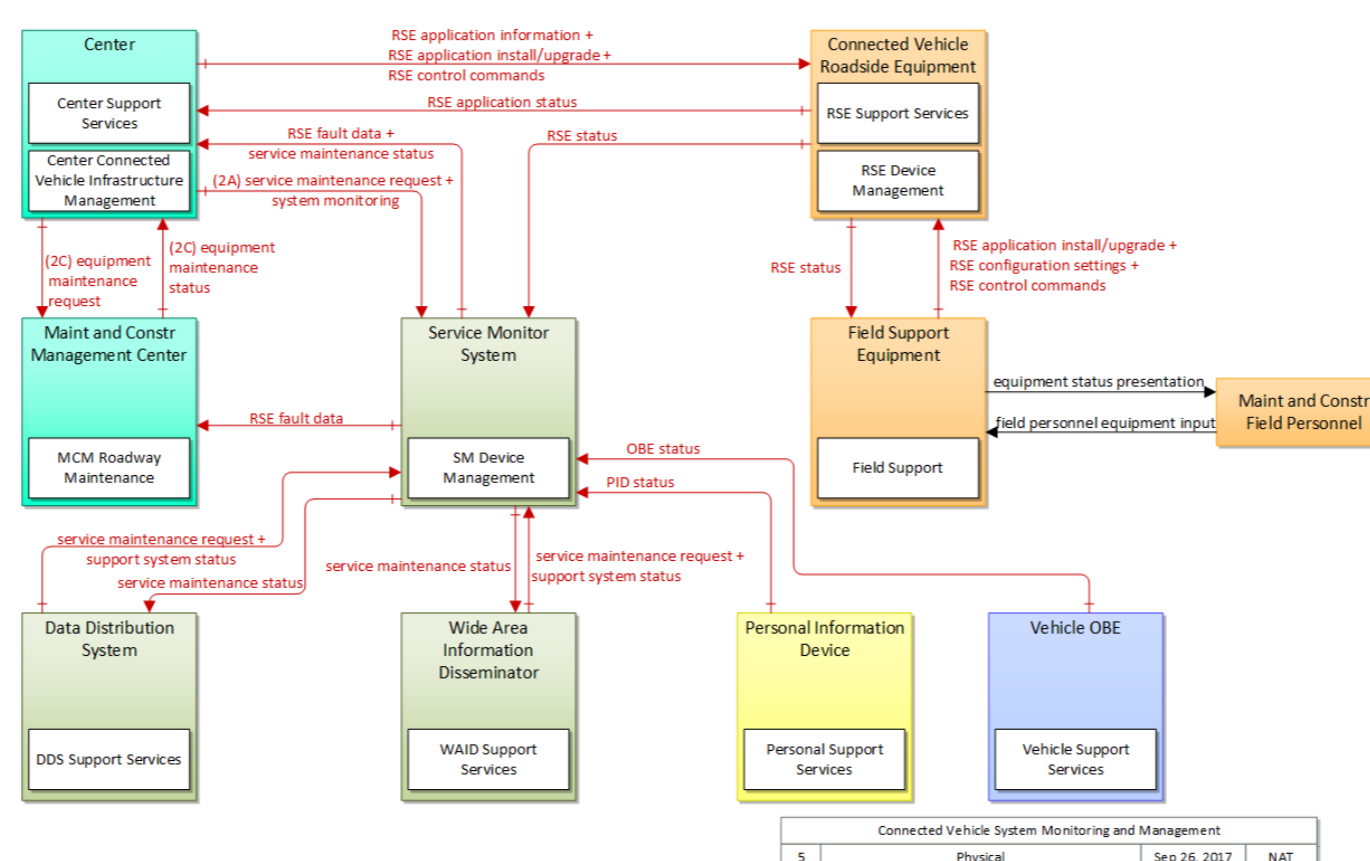 Center
Center Support
Services
Center Connected
Vehicle Infrastructure
Management
RSE application information +
RSE application install/upgrade +
RSE control commands
RSE application status
RSE fault data +
service maintenance status
(2A) service maintenance request +
system monitoring
RSE status
Connected Vehicle
Roadside Equipment
RSE Support Services
RSE Device
Management
(2C) equipment
maintenance
request
(2C) equipment
maintenance
status
RSE status
RSE application install/upgrade +
RSE configuration settings +
RSE control commands
Maint and Constr
Management Center
MCM Roadway
Maintenance
RSE fault data
Service Monitor
System
SM Device
Management
OBE status
PID status
Field Support
Equipment
Field Support
equipment status presentation
field personnel equipment input
Maint and Constr
Field Personnel
service maintenance request +
support system status
service maintenance status
service maintenance status
service maintenance request +
support system status
Data Distribution
System
DDS Support Services
Wide Area
Information
Disseminator
WAID Support
Services
Personal Information
Device
Personal Support
Services
Vehicle OBE
Vehicle Support
Services
Connected Vehicle System Monitoring and Management
5 Physical Sep 26, 2017 NAT